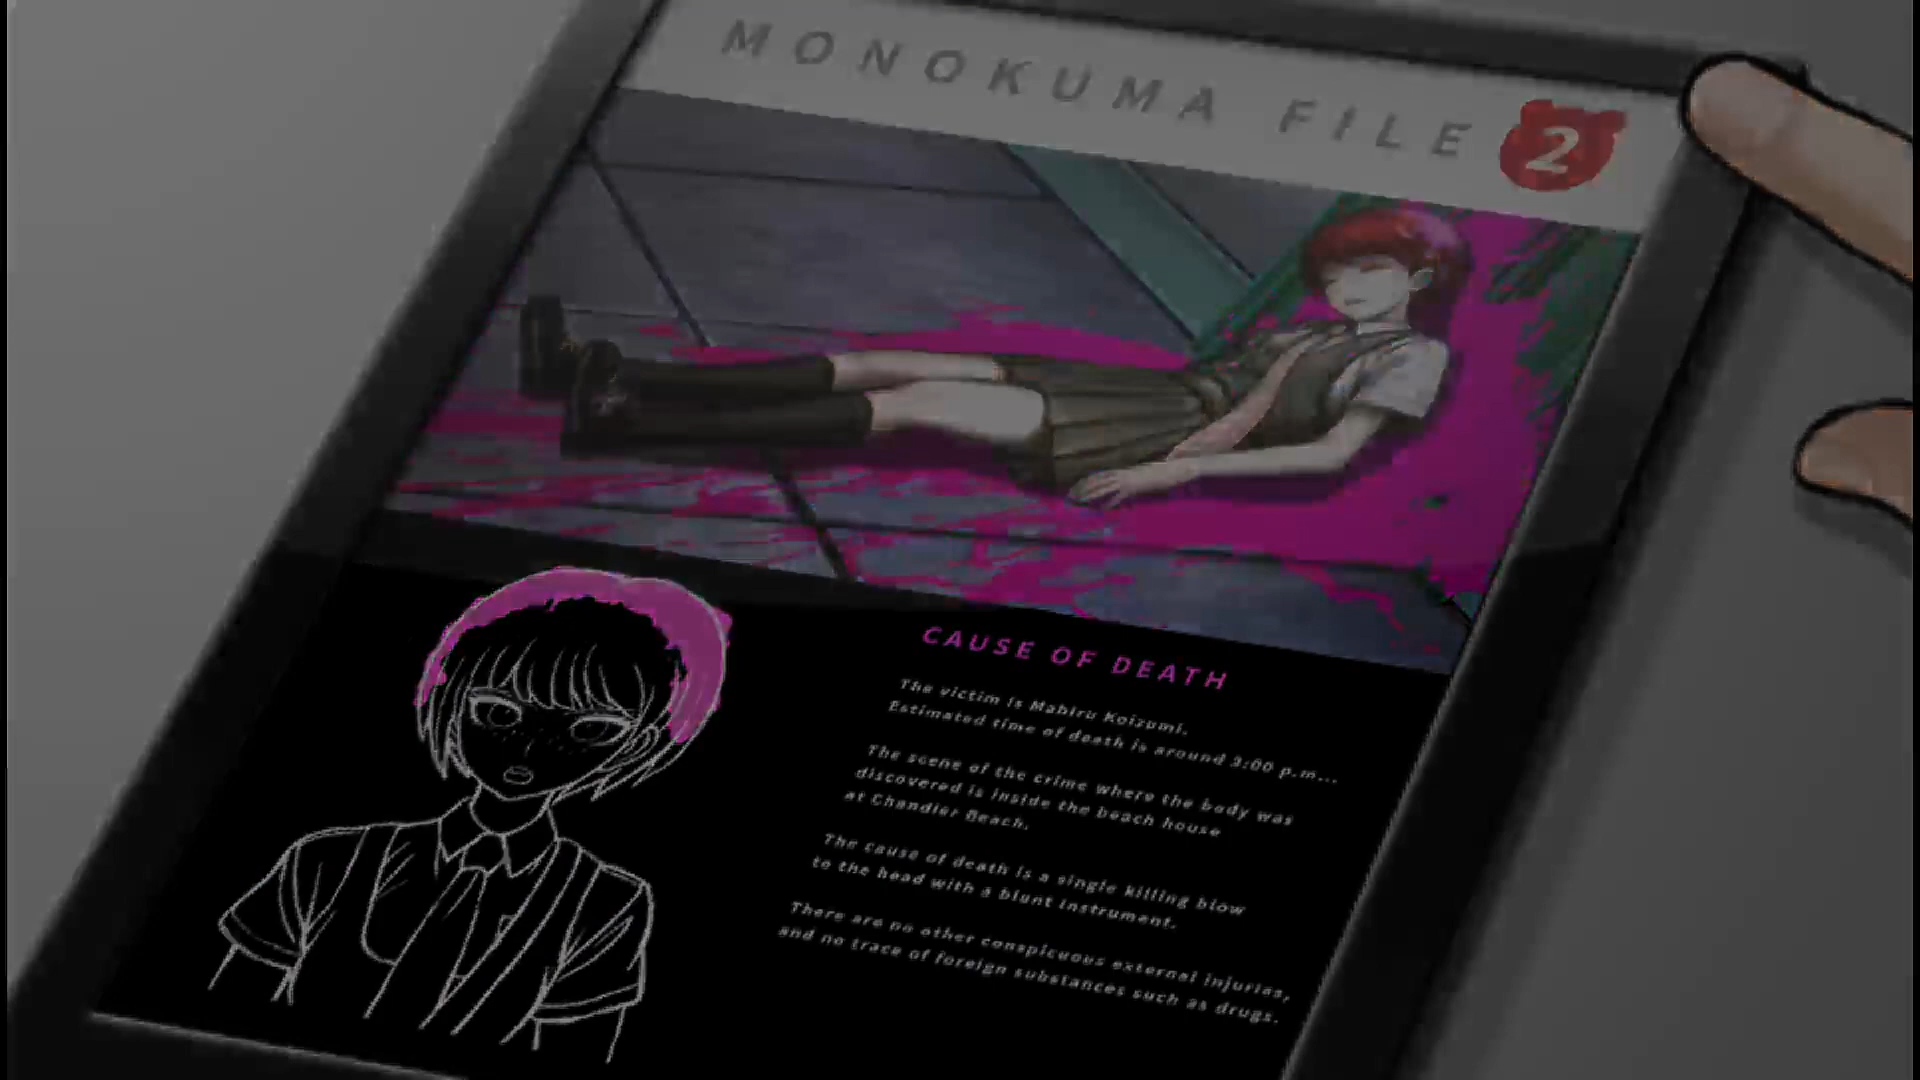 MONOKUMA FILE 2
CAUSE OF DEATH
The victim is Mahiru Koizumi.
Estimated time of death is around 3:00 p.m...
The scene of the crime where the body was
discovered is inside the beach house
at Chandler Beach.
The cause of death is a single killing blow
to the head with a blunt instrument.
There are no other conspicuous external injuries,
and no trace of foreign substances such as drugs.